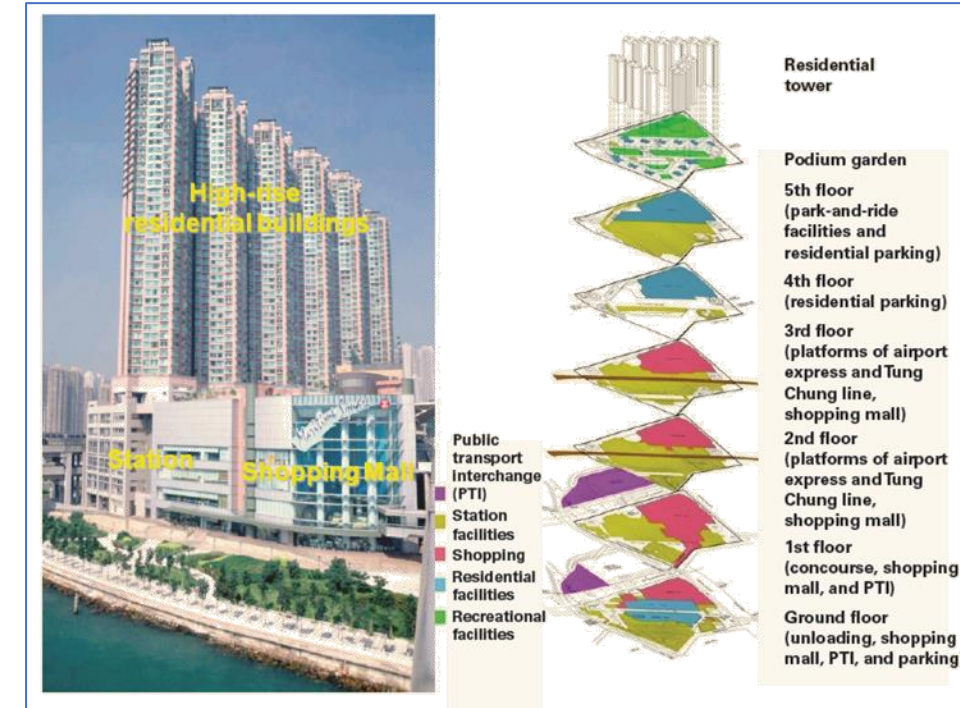 High-rise
residential buildings
Station
Shopping Mall
Public
transport
interchange
(PTI)
Station
facilities
Shopping
Residential
facilities
Recreational
facilities
Residential
tower
Podium garden
5th floor
(park-and-ride
facilities and
residential parking)
4th floor
(residential parking)
3rd floor
(platforms of airport
express and Tung
Chung line,
shopping mall)
2nd floor
(platforms of airport
express and Tung
Chung line,
shopping mall)
1st floor
(concourse, shopping
mall, and PTI)
Ground floor
(unloading, shopping
mall, PTI, and parking)